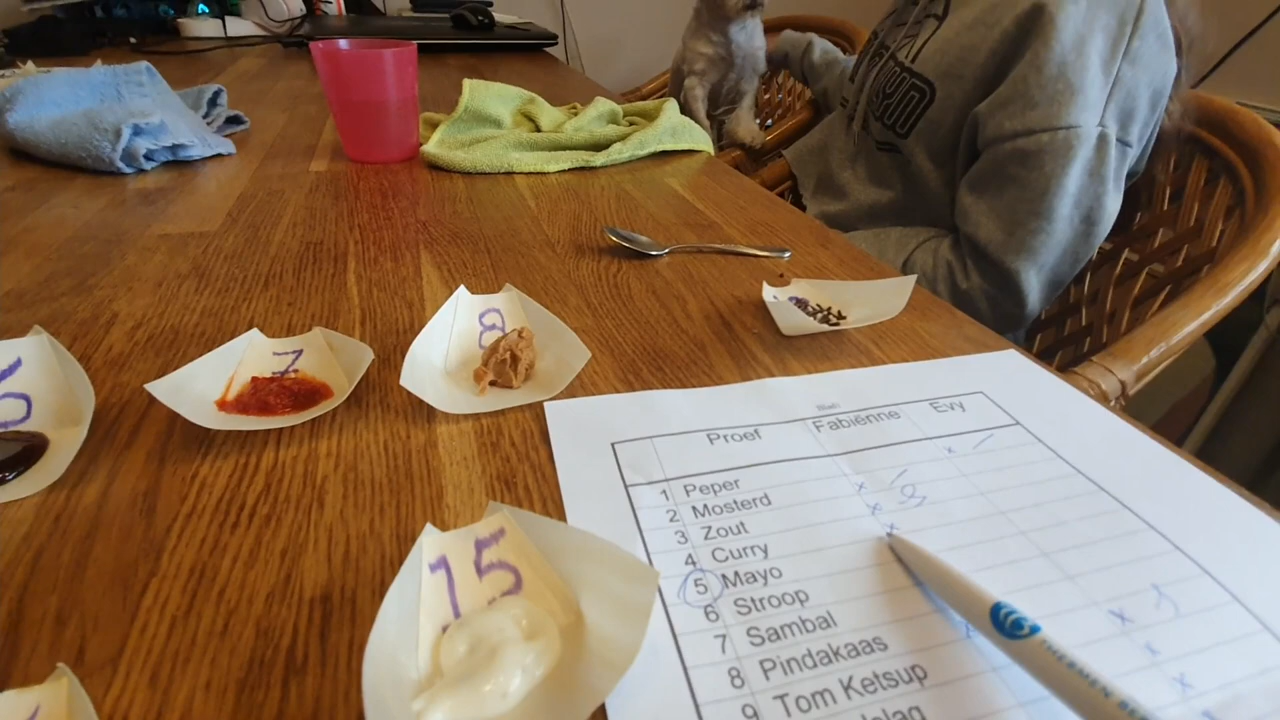 6
7
8
15
Proef Fabiënne Evy
1 Peper
2 Mosterd
3 Zout
4 Curry
5 Mayo
6 Stroop
7 Sambal
8 Pindakaas
9 Tom Ketsup